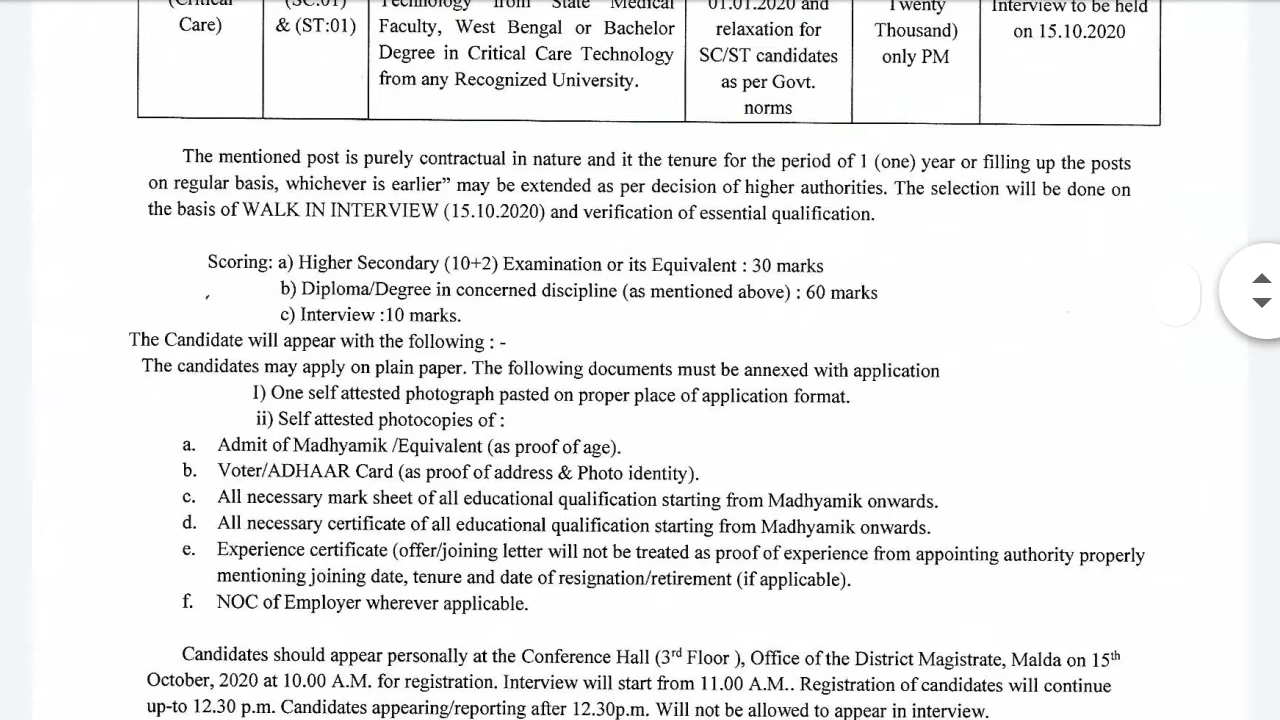 Care)
& (ST:01)
Technology from State Medical
Faculty, West Bengal or Bachelor
Degree in Critical Care Technology
from any Recognized University.
01.01.2020 and
relaxation for
SC/ST candidates
as per Govt.
norms
Twenty
Thousand)
only PM
Interview to be held
on 15.10.2020
The mentioned post is purely contractual in nature and it the tenure for the period of 1 (one) year or filling up the posts
on regular basis, whichever is earlier” may be extended as per decision of higher authorities. The selection will be done on
the basis of WALK IN INTERVIEW (15.10.2020) and verification of essential qualification.
Scoring: a) Higher Secondary (10+2) Examination or its Equivalent : 30 marks
b) Diploma/Degree in concerned discipline (as mentioned above) : 60 marks
c) Interview :10 marks.
The Candidate will appear with the following : -
The candidates may apply on plain paper. The following documents must be annexed with application
I) One self attested photograph pasted on proper place of application format.
ii) Self attested photocopies of :
a. Admit of Madhyamik /Equivalent (as proof of age).
b. Voter/ADHAAR Card (as proof of address & Photo identity).
c. All necessary mark sheet of all educational qualification starting from Madhyamik onwards.
d. All necessary certificate of all educational qualification starting from Madhyamik onwards.
e. Experience certificate (offer/joining letter will not be treated as proof of experience from appointing authority properly
mentioning joining date, tenure and date of resignation/retirement (if applicable).
f. NOC of Employer wherever applicable.
Candidates should appear personally at the Conference Hall (3rd Floor ), Office of the District Magistrate, Malda on 15th
October, 2020 at 10.00 A.M. for registration. Interview will start from 11.00 A.M.. Registration of candidates will continue
up-to 12.30 p.m. Candidates appearing/reporting after 12.30p.m. Will not be allowed to appear in interview.